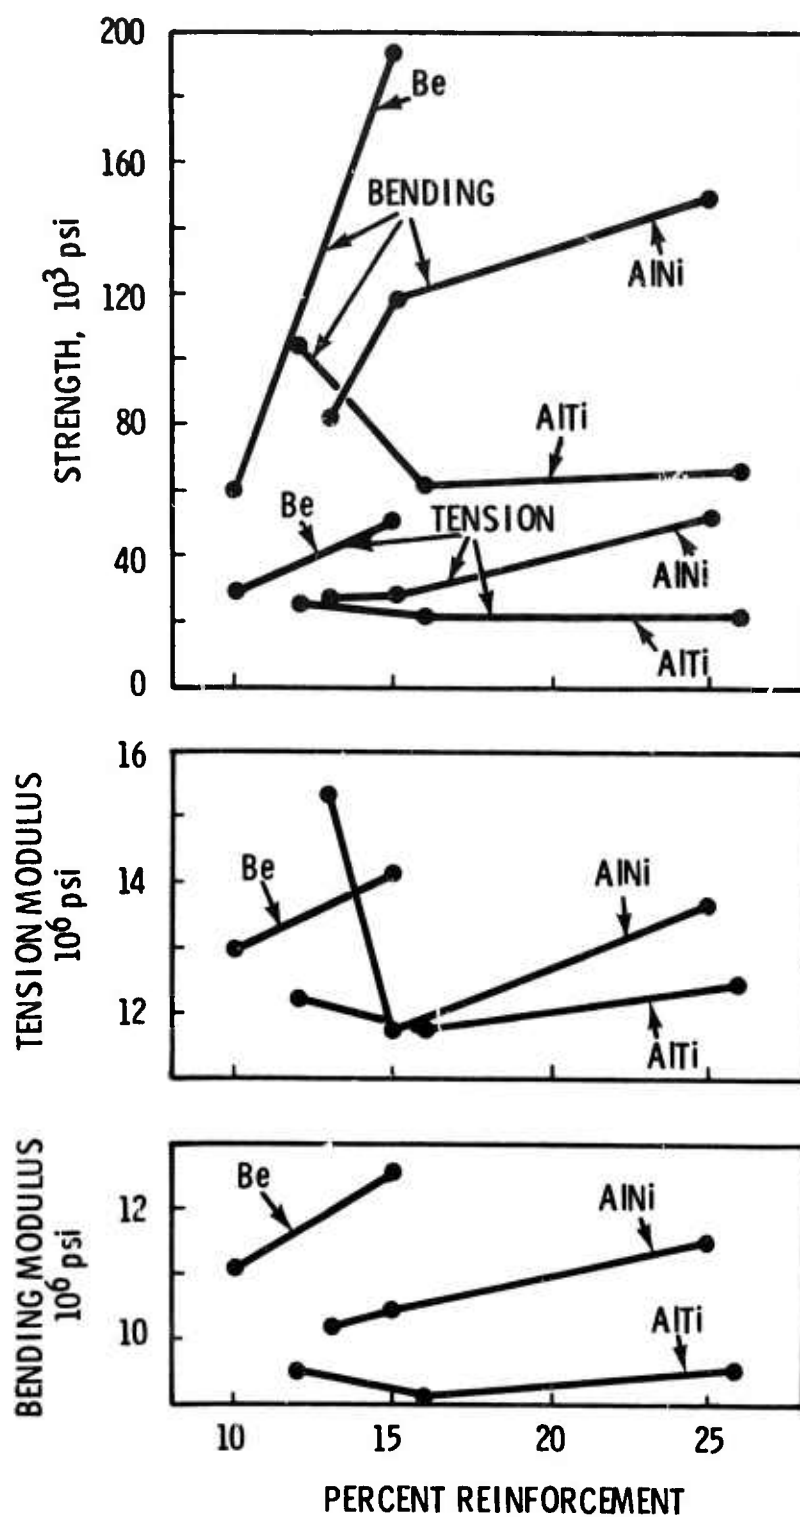 200
160
120
80
40
0
STRENGTH, 10³ psi
Be
BENDING
AlNi
AlTi
Be
TENSION
AlNi
AlTi
16
14
12
TENSION MODULUS
10⁶ psi
Be
AlNi
AlTi
12
10
BENDING MODULUS
10⁶ psi
Be
AlNi
AlTi
10 15 20 25
PERCENT REINFORCEMENT